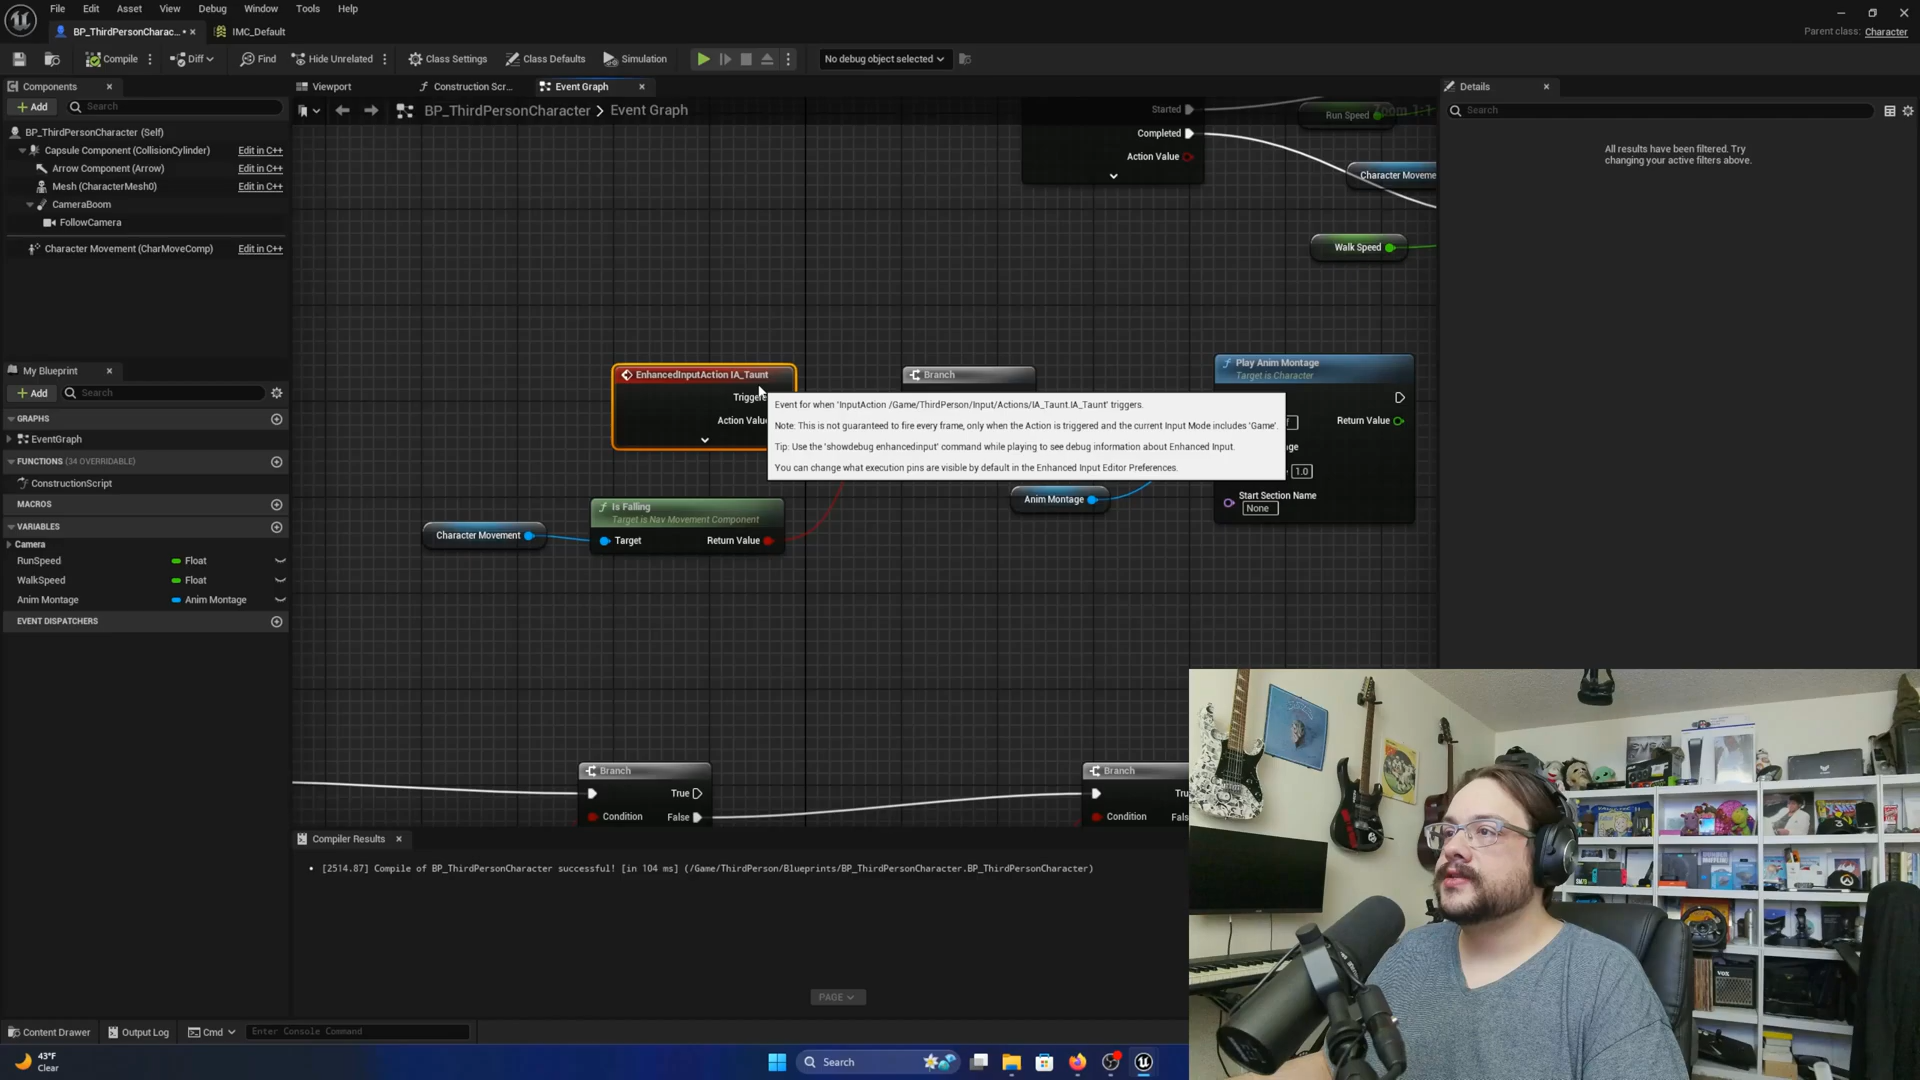 File Edit Asset View Debug Window Tools Help
BP_ThirdPersonCharac...
IMC_Default
Parent class: Character
Compile
Diff
Find
Hide Unrelated
Class Settings
Class Defaults
Simulation
No debug object selected
Components
Viewport
Construction Scr...
Event Graph
Details
+ Add
Search
BP_ThirdPersonCharacter > Event Graph
Zoom 1:1
Search
BP_ThirdPersonCharacter (Self)
Capsule Component (CollisionCylinder) Edit in C++
Arrow Component (Arrow) Edit in C++
Mesh (CharacterMesh0) Edit in C++
CameraBoom
FollowCamera
Character Movement (CharMoveComp) Edit in C++
All results have been filtered. Try
changing your active filters above.
Started
Completed
Action Value
Run Speed
Character Moveme
Walk Speed
My Blueprint
+ Add
Search
GRAPHS
EventGraph
FUNCTIONS (34 OVERRIDABLE)
ConstructionScript
MACROS
VARIABLES
Camera
RunSpeed Float
WalkSpeed Float
Anim Montage Anim Montage
EVENT DISPATCHERS
EnhancedInputAction IA_Taunt
Triggere
Action Valu
Branch
Play Anim Montage
Target is Character
Return Value
1.0
Start Section Name
None
Event for when 'InputAction /Game/ThirdPerson/Input/Actions/IA_Taunt.IA_Taunt' triggers.
Note: This is not guaranteed to fire every frame, only when the Action is triggered and the current Input Mode includes 'Game'.
Tip: Use the 'showdebug enhancedinput' command while playing to see debug information about Enhanced Input.
You can change what execution pins are visible by default in the Enhanced Input Editor Preferences.
Anim Montage
Is Falling
Target is Nav Movement Component
Target
Return Value
Character Movement
Branch
True
Condition
False
Branch
Tru
Condition
Fals
Compiler Results
[2514.87] Compile of BP_ThirdPersonCharacter successful! [in 104 ms] (/Game/ThirdPerson/Blueprints/BP_ThirdPersonCharacter.BP_ThirdPersonCharacter)
PAGE
Content Drawer
Output Log
Cmd
Enter Console Command
43°F
Clear
Search
VOX